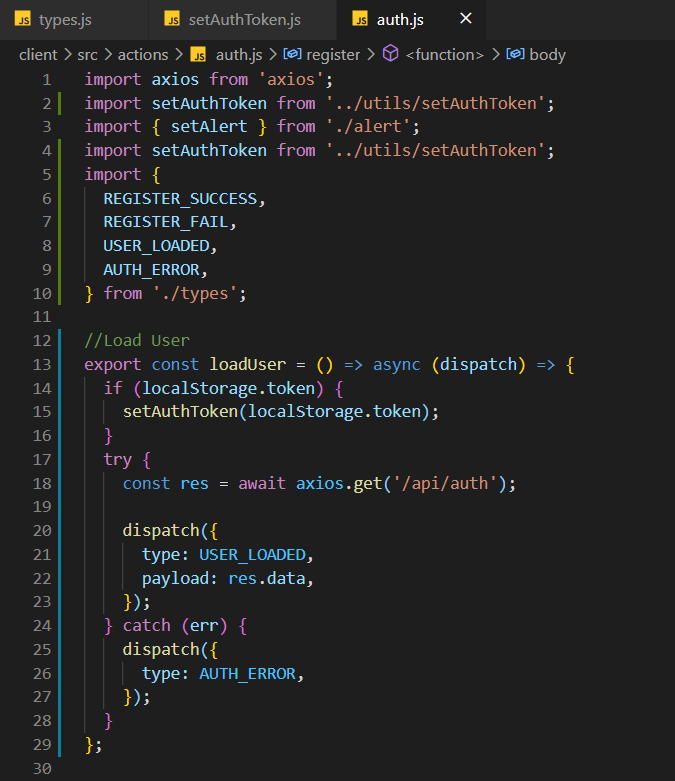 JS types.js JS setAuthToken.js JS auth.js ×
client > src > actions > JS auth.js > register > <function> > body
1 import axios from 'axios';
2 import setAuthToken from '../utils/setAuthToken';
3 import { setAlert } from './alert';
4 import setAuthToken from '../utils/setAuthToken';
5 import {
6   REGISTER_SUCCESS,
7   REGISTER_FAIL,
8   USER_LOADED,
9   AUTH_ERROR,
10 } from './types';
11
12 //Load User
13 export const loadUser = () => async (dispatch) => {
14   if (localStorage.token) {
15     setAuthToken(localStorage.token);
16   }
17   try {
18     const res = await axios.get('/api/auth');
19
20     dispatch({
21       type: USER_LOADED,
22       payload: res.data,
23     });
24   } catch (err) {
25     dispatch({
26       type: AUTH_ERROR,
27     });
28   }
29 };
30